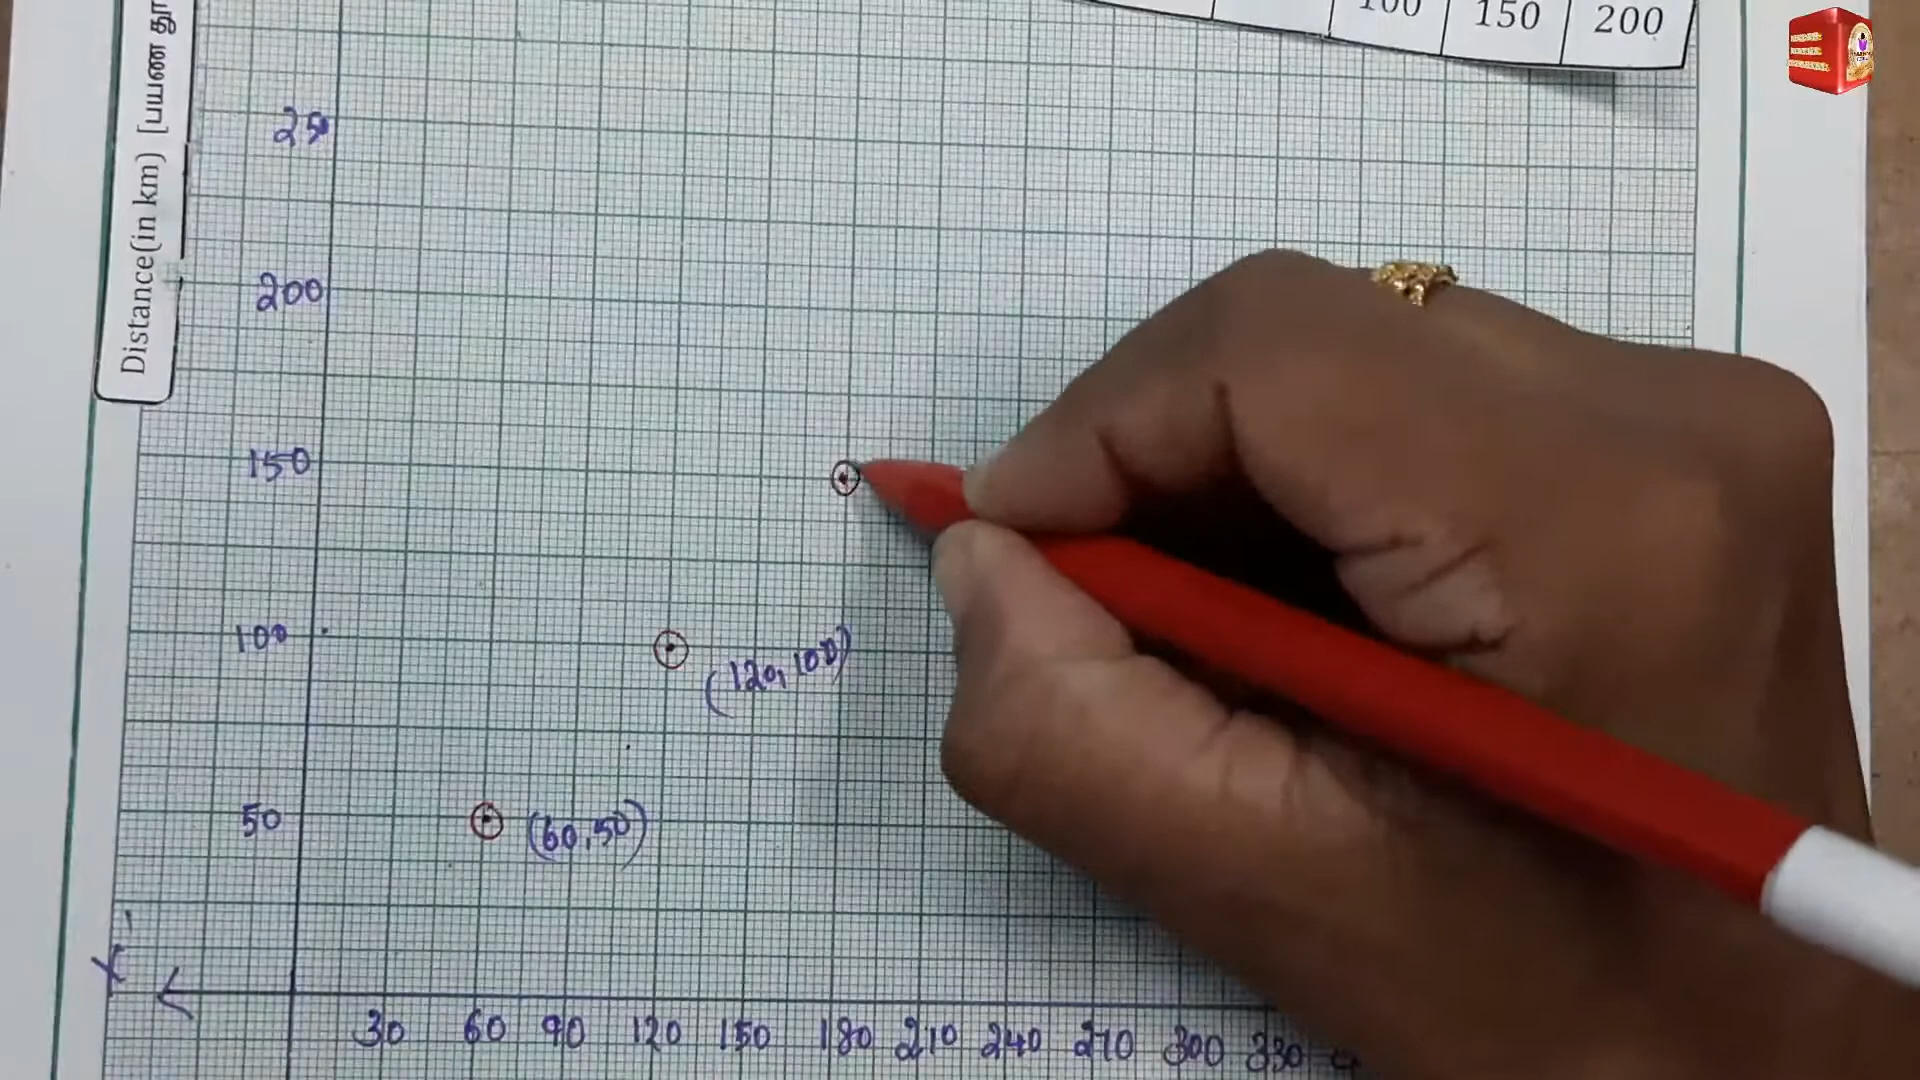 100 150 200
Distance(in km) [பயண
25
200
150
100
(120, 100)
50
(60, 50)
X'
30 60 90 120 150 180 210 240 270 300 330